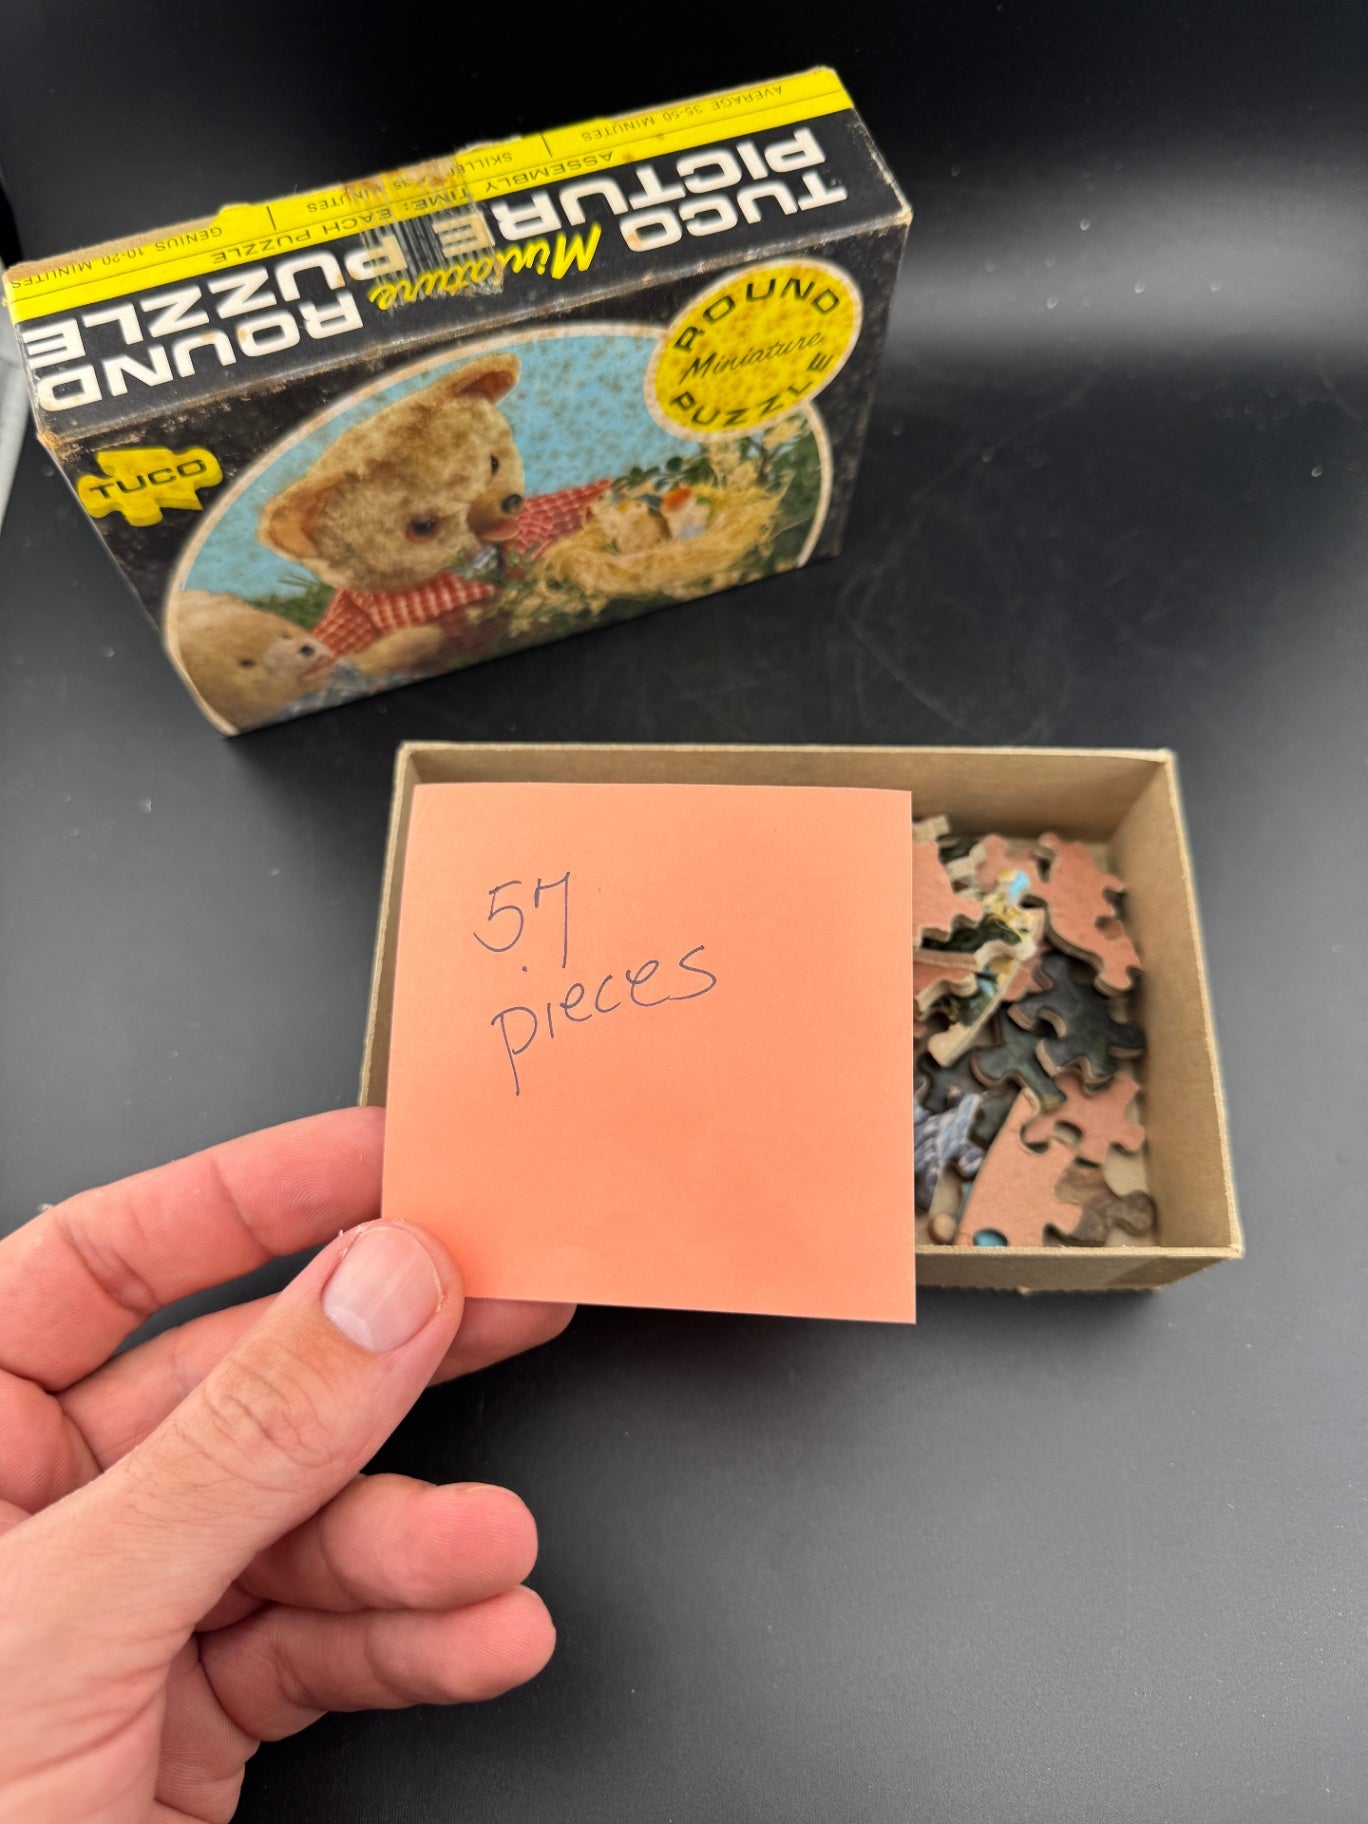 AVERAGE 35-50 MINUTES
ASSEMBLY TIME: EACH PUZZLE
GENIUS 10-20 MINUTES
TUCO
Miniature
PICTURE PUZZLE
ROUND
ROUND
Miniature
PUZZLE
TUCO
57
pieces